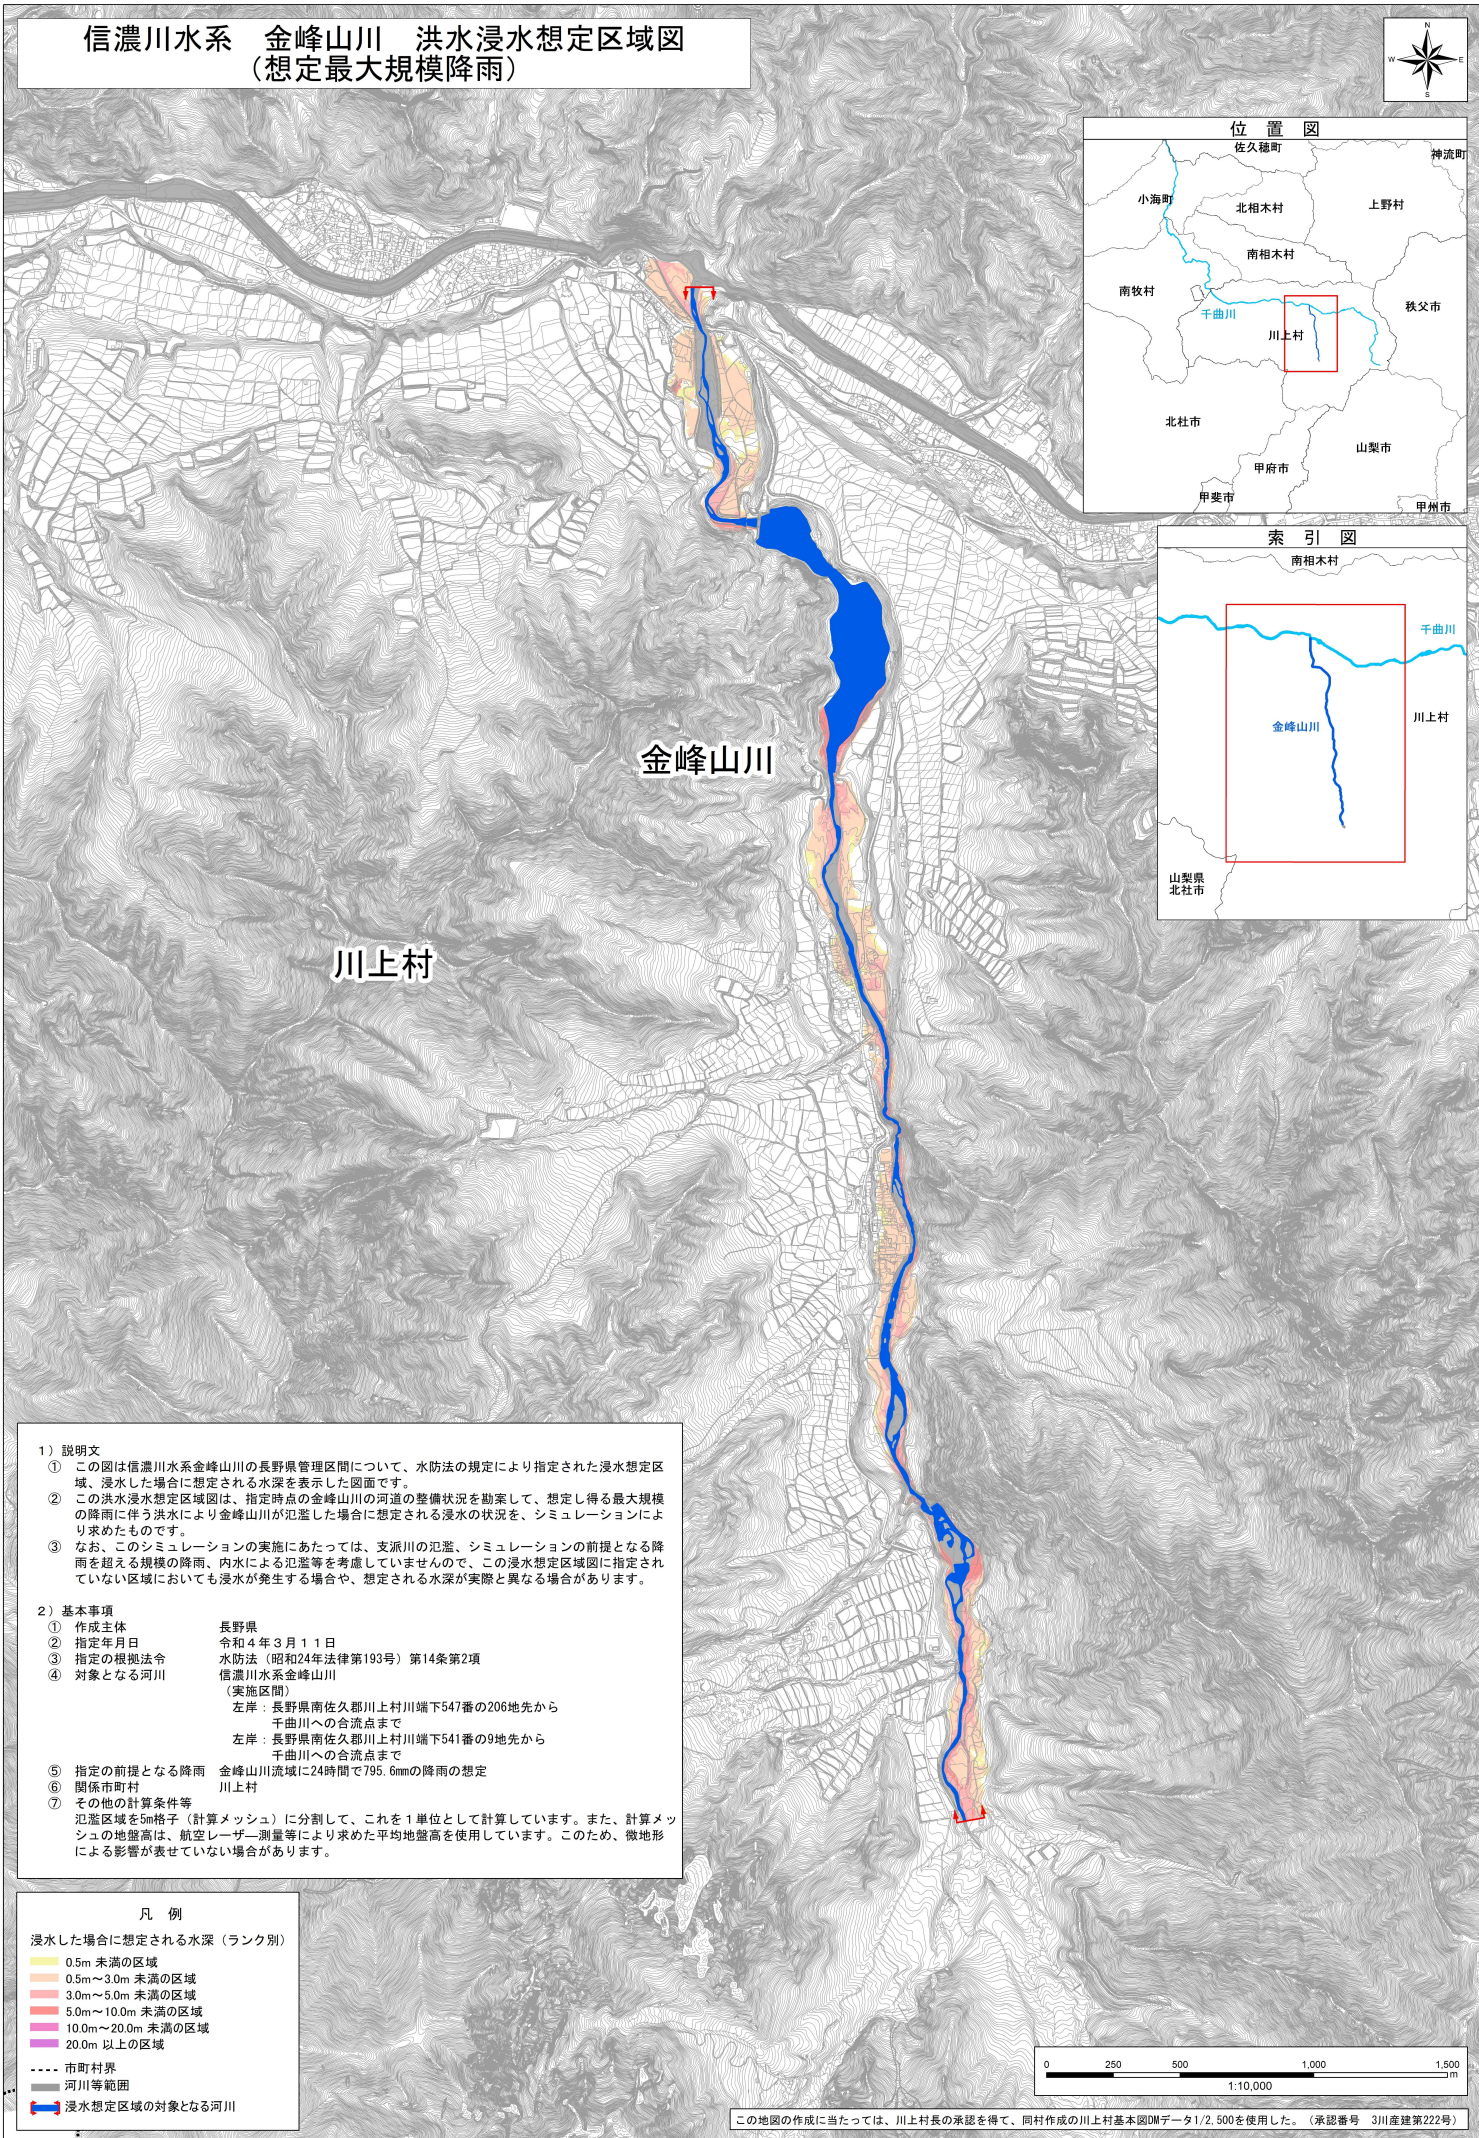 信濃川水系　金峰山川　洪水浸水想定区域図
（想定最大規模降雨）
N
W
E
S
位　置　図
佐久穂町
神流町
小海町
北相木村
上野村
南相木村
南牧村
秩父市
千曲川
川上村
北杜市
山梨市
甲府市
甲斐市
甲州市
索　引　図
南相木村
千曲川
川上村
金峰山川
山梨県
北社市
金峰山川
川上村
1）説明文
①　この図は信濃川水系金峰山川の長野県管理区間について、水防法の規定により指定された浸水想定区
域、浸水した場合に想定される水深を表示した図面です。
②　この洪水浸水想定区域図は、指定時点の金峰山川の河道の整備状況を勘案して、想定し得る最大規模
の降雨に伴う洪水により金峰山川が氾濫した場合に想定される浸水の状況を、シミュレーションによ
り求めたものです。
③　なお、このシミュレーションの実施にあたっては、支派川の氾濫、シミュレーションの前提となる降
雨を超える規模の降雨、内水による氾濫等を考慮していませんので、この浸水想定区域図に指定され
ていない区域においても浸水が発生する場合や、想定される水深が実際と異なる場合があります。
2）基本事項
①　作成主体　長野県
②　指定年月日　令和４年３月１１日
③　指定の根拠法令　水防法（昭和24年法律第193号）第14条第2項
④　対象となる河川　信濃川水系金峰山川
（実施区間）
左岸：長野県南佐久郡川上村川端下547番の206地先から
千曲川への合流点まで
左岸：長野県南佐久郡川上村川端下541番の9地先から
千曲川への合流点まで
⑤　指定の前提となる降雨　金峰山川流域に24時間で795.6mmの降雨の想定
⑥　関係市町村　川上村
⑦　その他の計算条件等
氾濫区域を5m格子（計算メッシュ）に分割して、これを１単位として計算しています。また、計算メッ
シュの地盤高は、航空レーザー測量等により求めた平均地盤高を使用しています。このため、微地形
による影響が表せていない場合があります。
凡　例
浸水した場合に想定される水深（ランク別）
0.5m 未満の区域
0.5m～3.0m 未満の区域
3.0m～5.0m 未満の区域
5.0m～10.0m 未満の区域
10.0m～20.0m 未満の区域
20.0m 以上の区域
市町村界
河川等範囲
浸水想定区域の対象となる河川
0　250　500　1,000　1,500
m
1:10,000
この地図の作成に当たっては、川上村長の承認を得て、同村作成の川上村基本図DMデータ1/2,500を使用した。（承認番号　3川産建第222号）